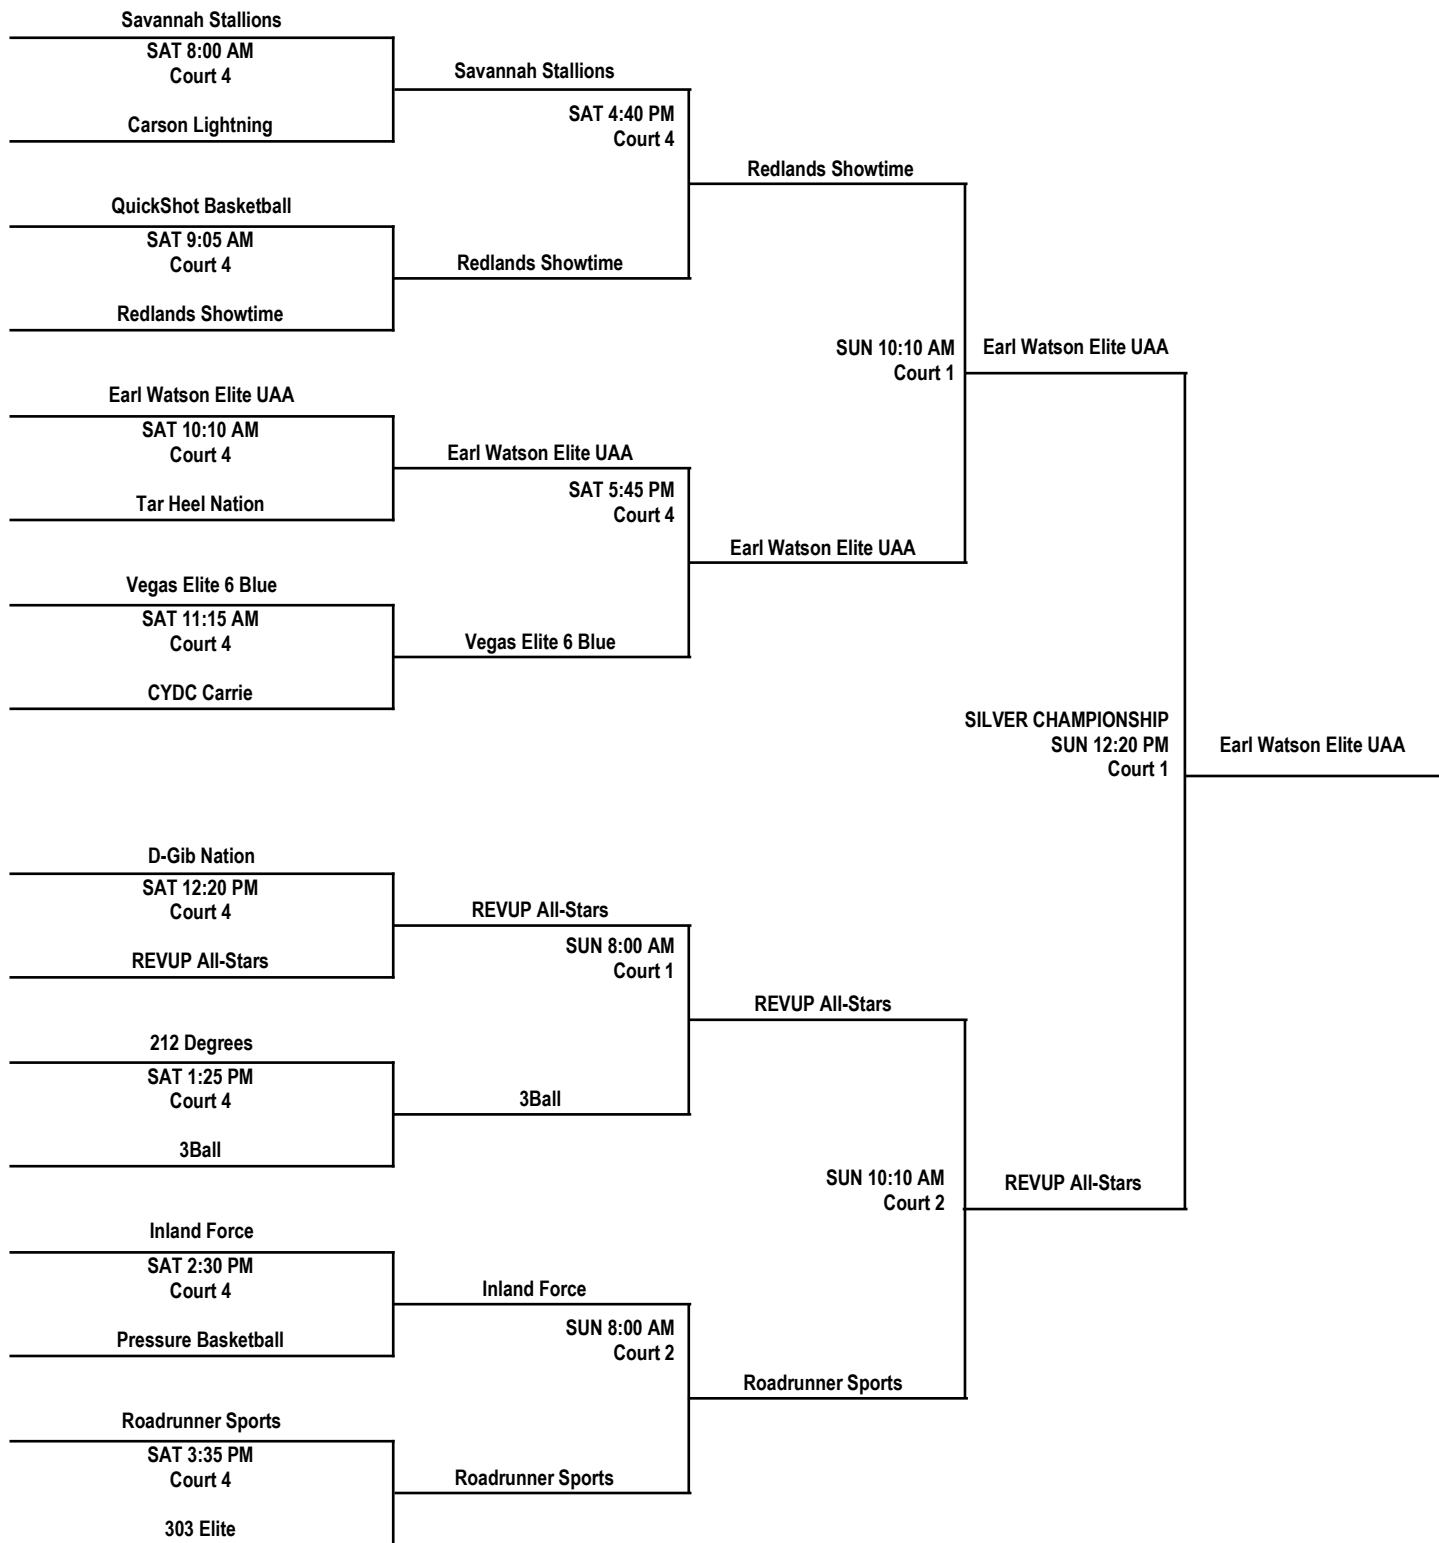 Savannah Stallions
SAT 8:00 AM
Court 4
Savannah Stallions
Carson Lightning
SAT 4:40 PM
Court 4
Redlands Showtime
QuickShot Basketball
SAT 9:05 AM
Court 4
Redlands Showtime
Redlands Showtime
SUN 10:10 AM
Court 1
Earl Watson Elite UAA
Earl Watson Elite UAA
SAT 10:10 AM
Court 4
Earl Watson Elite UAA
Tar Heel Nation
SAT 5:45 PM
Court 4
Earl Watson Elite UAA
Vegas Elite 6 Blue
SAT 11:15 AM
Court 4
Vegas Elite 6 Blue
CYDC Carrie
SILVER CHAMPIONSHIP
SUN 12:20 PM
Court 1
Earl Watson Elite UAA
D-Gib Nation
SAT 12:20 PM
Court 4
REVUP All-Stars
REVUP All-Stars
SUN 8:00 AM
Court 1
REVUP All-Stars
212 Degrees
SAT 1:25 PM
Court 4
3Ball
3Ball
SUN 10:10 AM
Court 2
REVUP All-Stars
Inland Force
SAT 2:30 PM
Court 4
Inland Force
Pressure Basketball
SUN 8:00 AM
Court 2
Roadrunner Sports
Roadrunner Sports
SAT 3:35 PM
Court 4
Roadrunner Sports
303 Elite